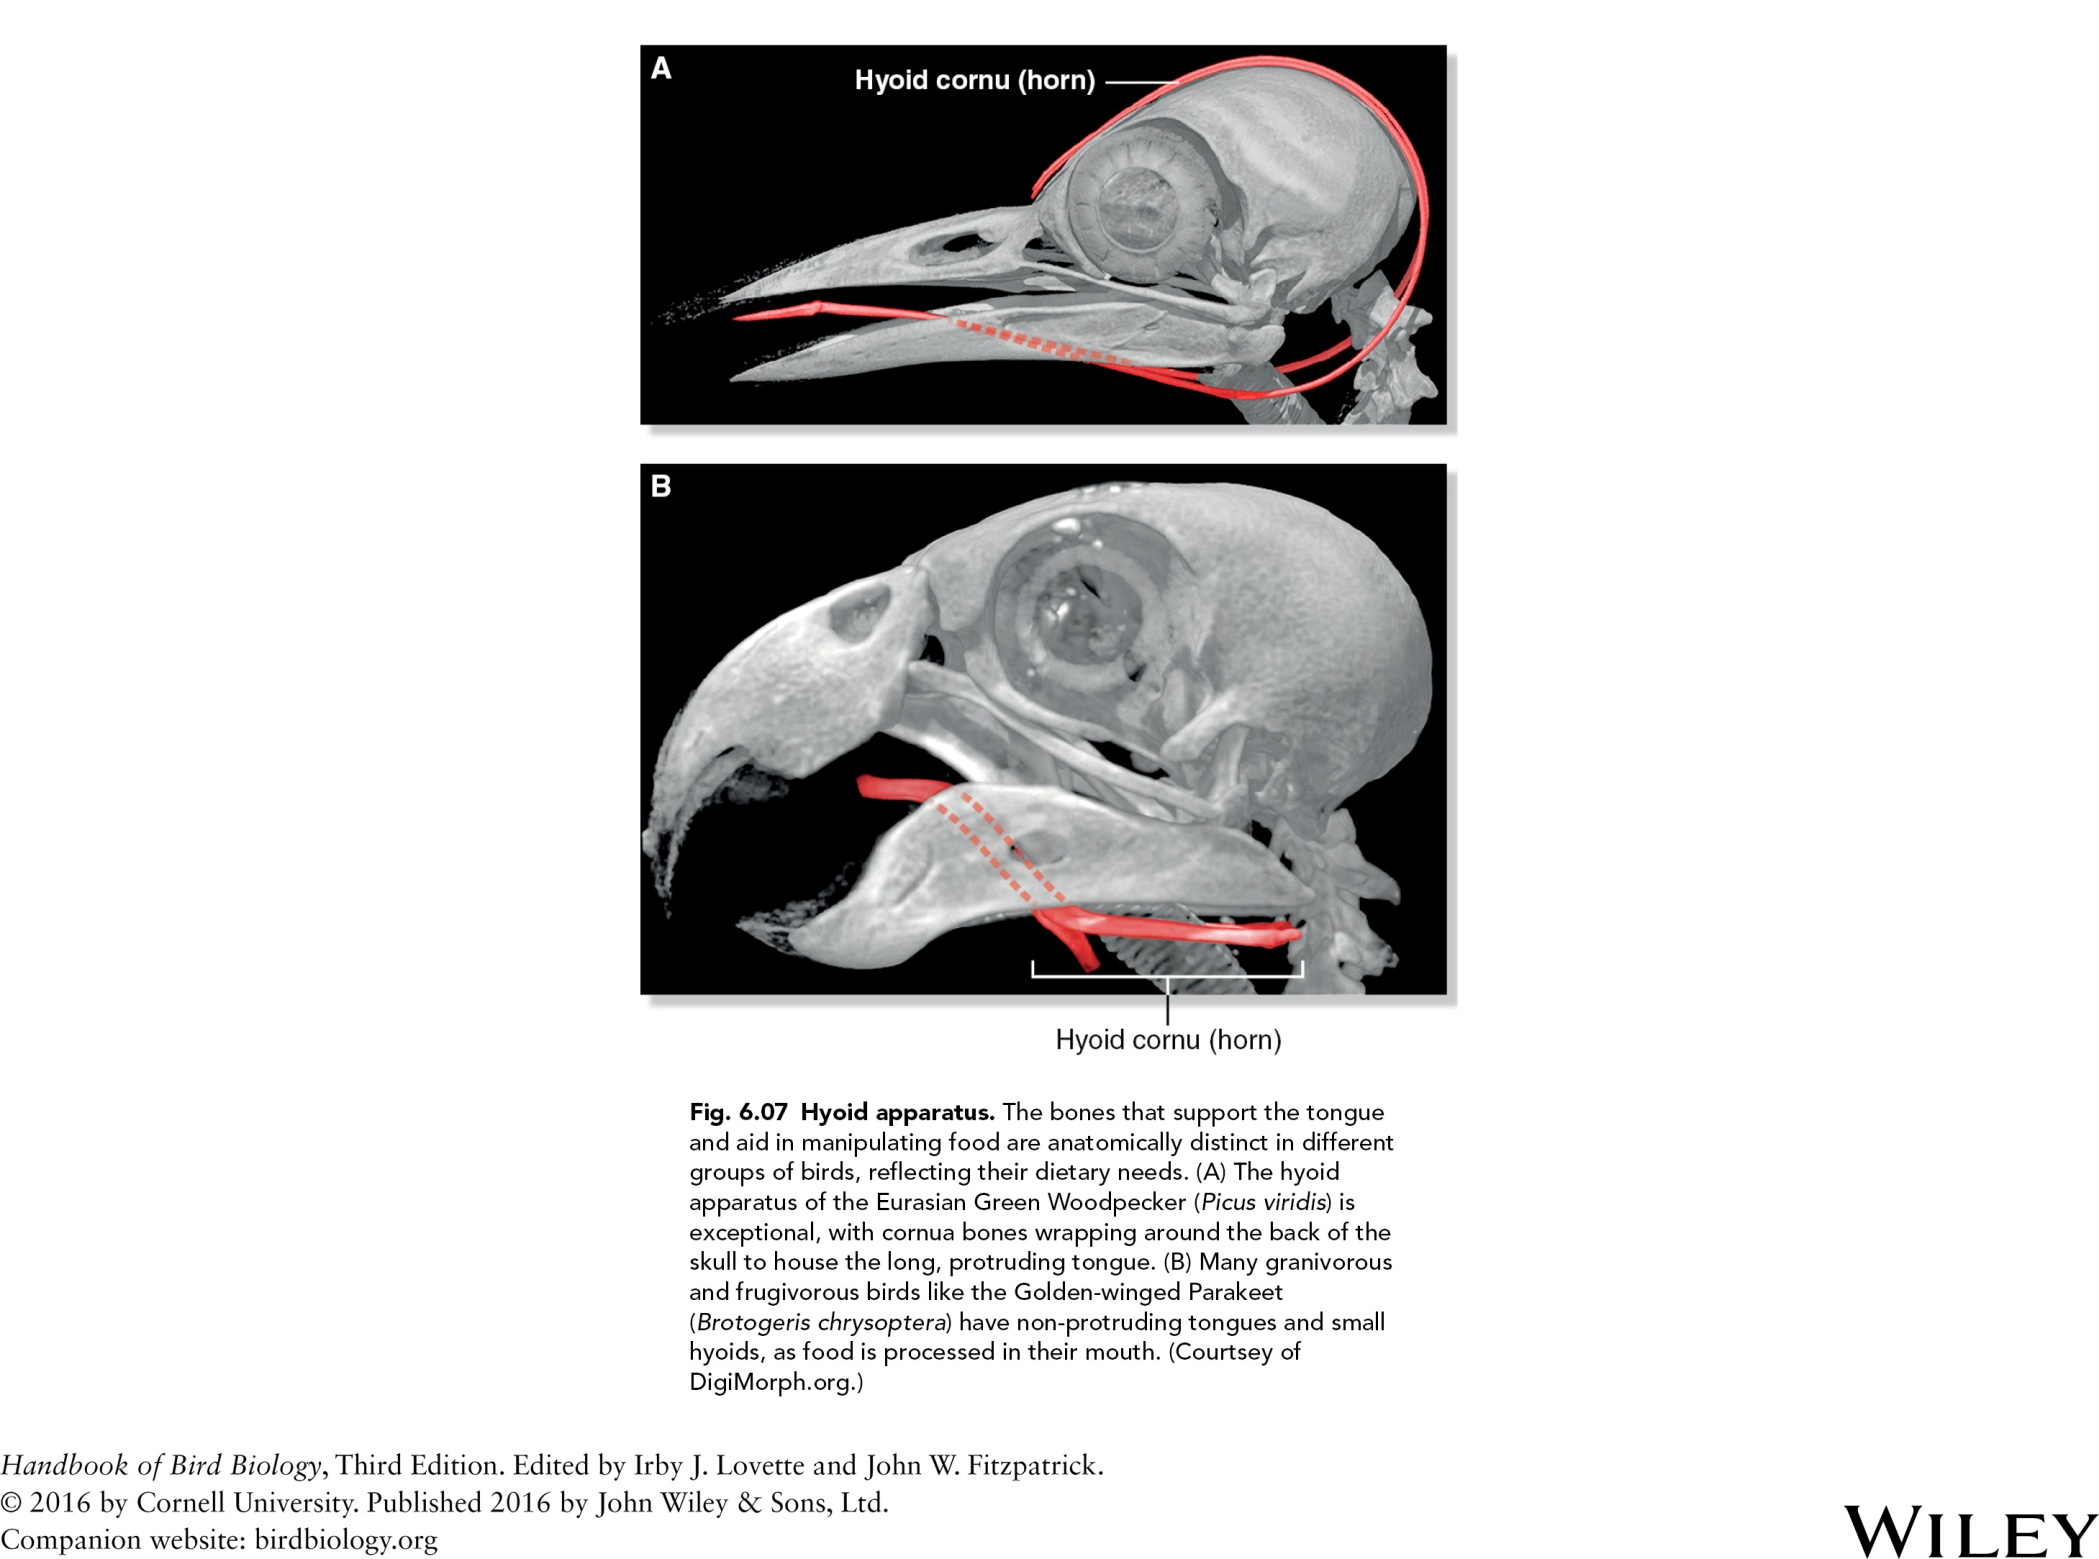 A
Hyoid cornu (horn)
B
Hyoid cornu (horn)
Fig. 6.07 Hyoid apparatus. The bones that support the tongue
and aid in manipulating food are anatomically distinct in different
groups of birds, reflecting their dietary needs. (A) The hyoid
apparatus of the Eurasian Green Woodpecker (Picus viridis) is
exceptional, with cornua bones wrapping around the back of the
skull to house the long, protruding tongue. (B) Many granivorous
and frugivorous birds like the Golden-winged Parakeet
(Brotogeris chrysoptera) have non-protruding tongues and small
hyoids, as food is processed in their mouth. (Courtsey of
DigiMorph.org.)
Handbook of Bird Biology, Third Edition. Edited by Irby J. Lovette and John W. Fitzpatrick.
© 2016 by Cornell University. Published 2016 by John Wiley & Sons, Ltd.
Companion website: birdbiology.org
WILEY